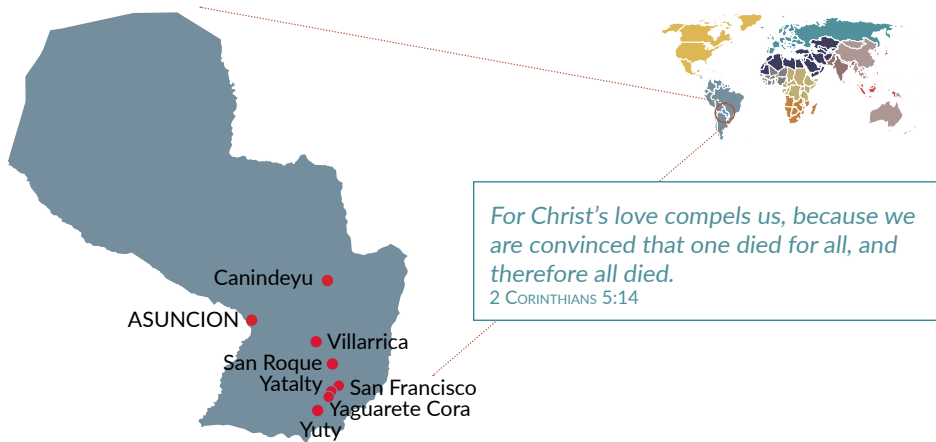 For Christ’s love compels us, because we
are convinced that one died for all, and
therefore all died.
2 Corinthians 5:14
Canindeyu
ASUNCION
Villarrica
San Roque
Yatalty
San Francisco
Yaguarete Cora
Yuty